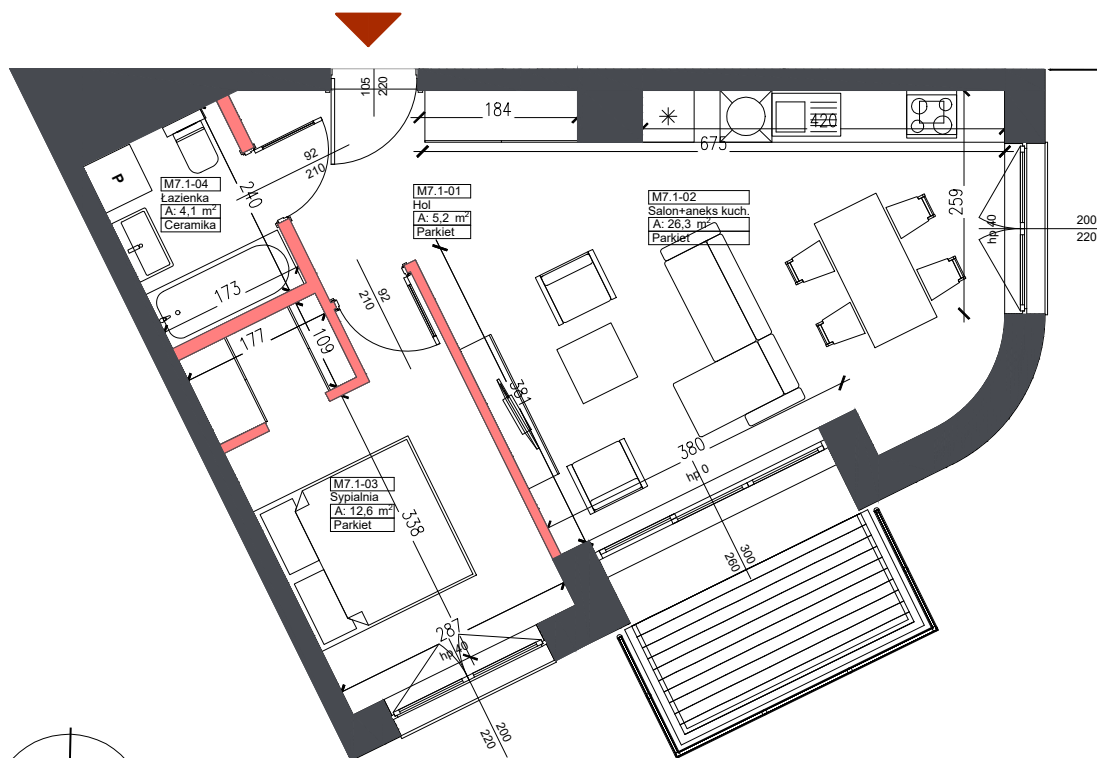 105
220
184
420
675
92
210
240
M7.1-04
Łazienka
A: 4,1 m²
Ceramika
P
M7.1-01
Hol
A: 5,2 m²
Parkiet
M7.1-02
Salon+aneks kuch.
A: 26,3 m²
Parkiet
259
hp 40
200
220
173
92
210
177
109
381
380
hp 0
300
260
M7.1-03
Sypialnia
A: 12,6 m²
Parkiet
338
287
hp 40
200
220